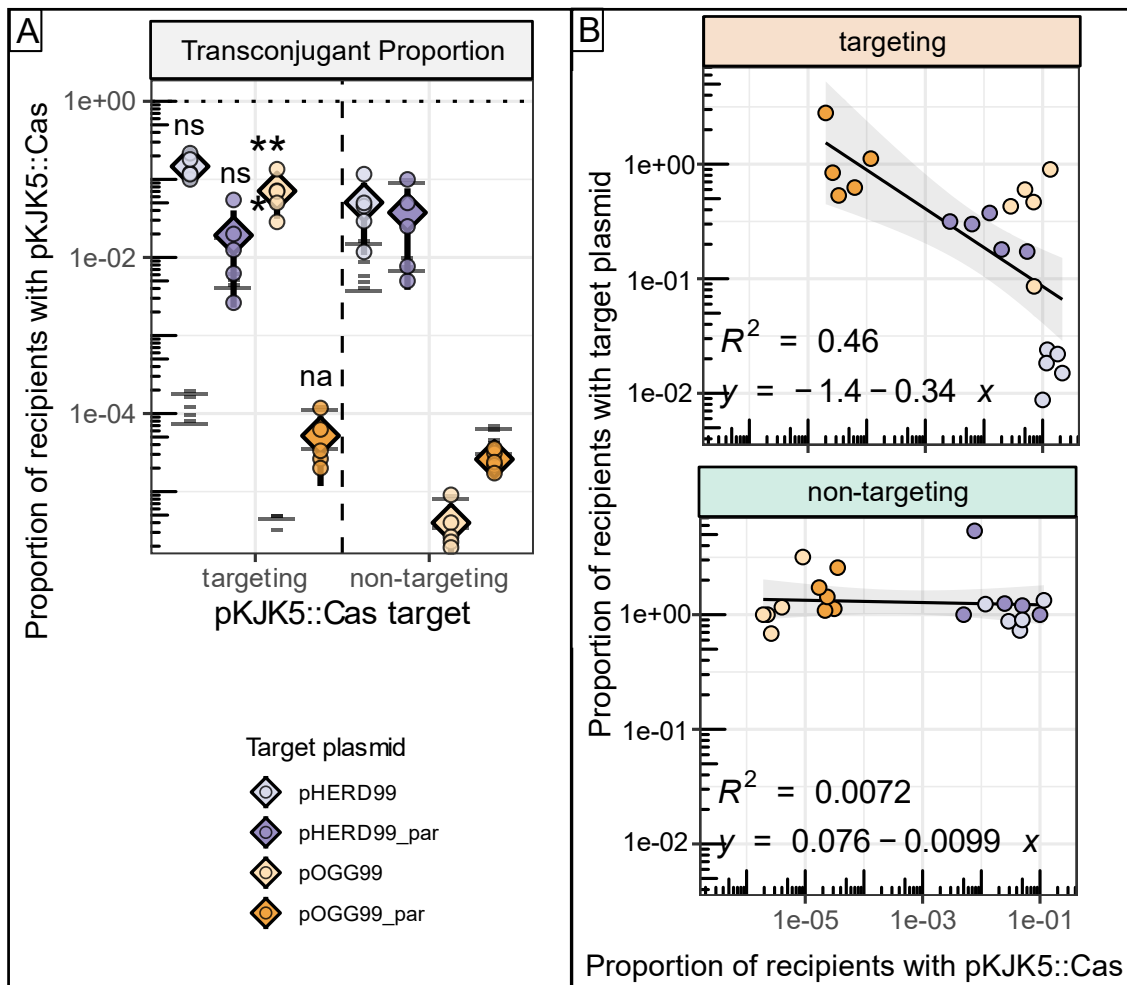 A
Transconjugant Proportion
Proportion of recipients with pKJK5::Cas
1e+00
1e-02
1e-04
ns
ns
**
*
na
targeting
non-targeting
pKJK5::Cas target
Target plasmid
pHERD99
pHERD99_par
pOGG99
pOGG99_par
B
targeting
Proportion of recipients with target plasmid
1e+00
1e-01
1e-02
R² = 0.46
y = −1.4 − 0.34 x
non-targeting
1e+00
1e-01
1e-02
R² = 0.0072
y = 0.076 − 0.0099 x
1e-05
1e-03
1e-01
Proportion of recipients with pKJK5::Cas